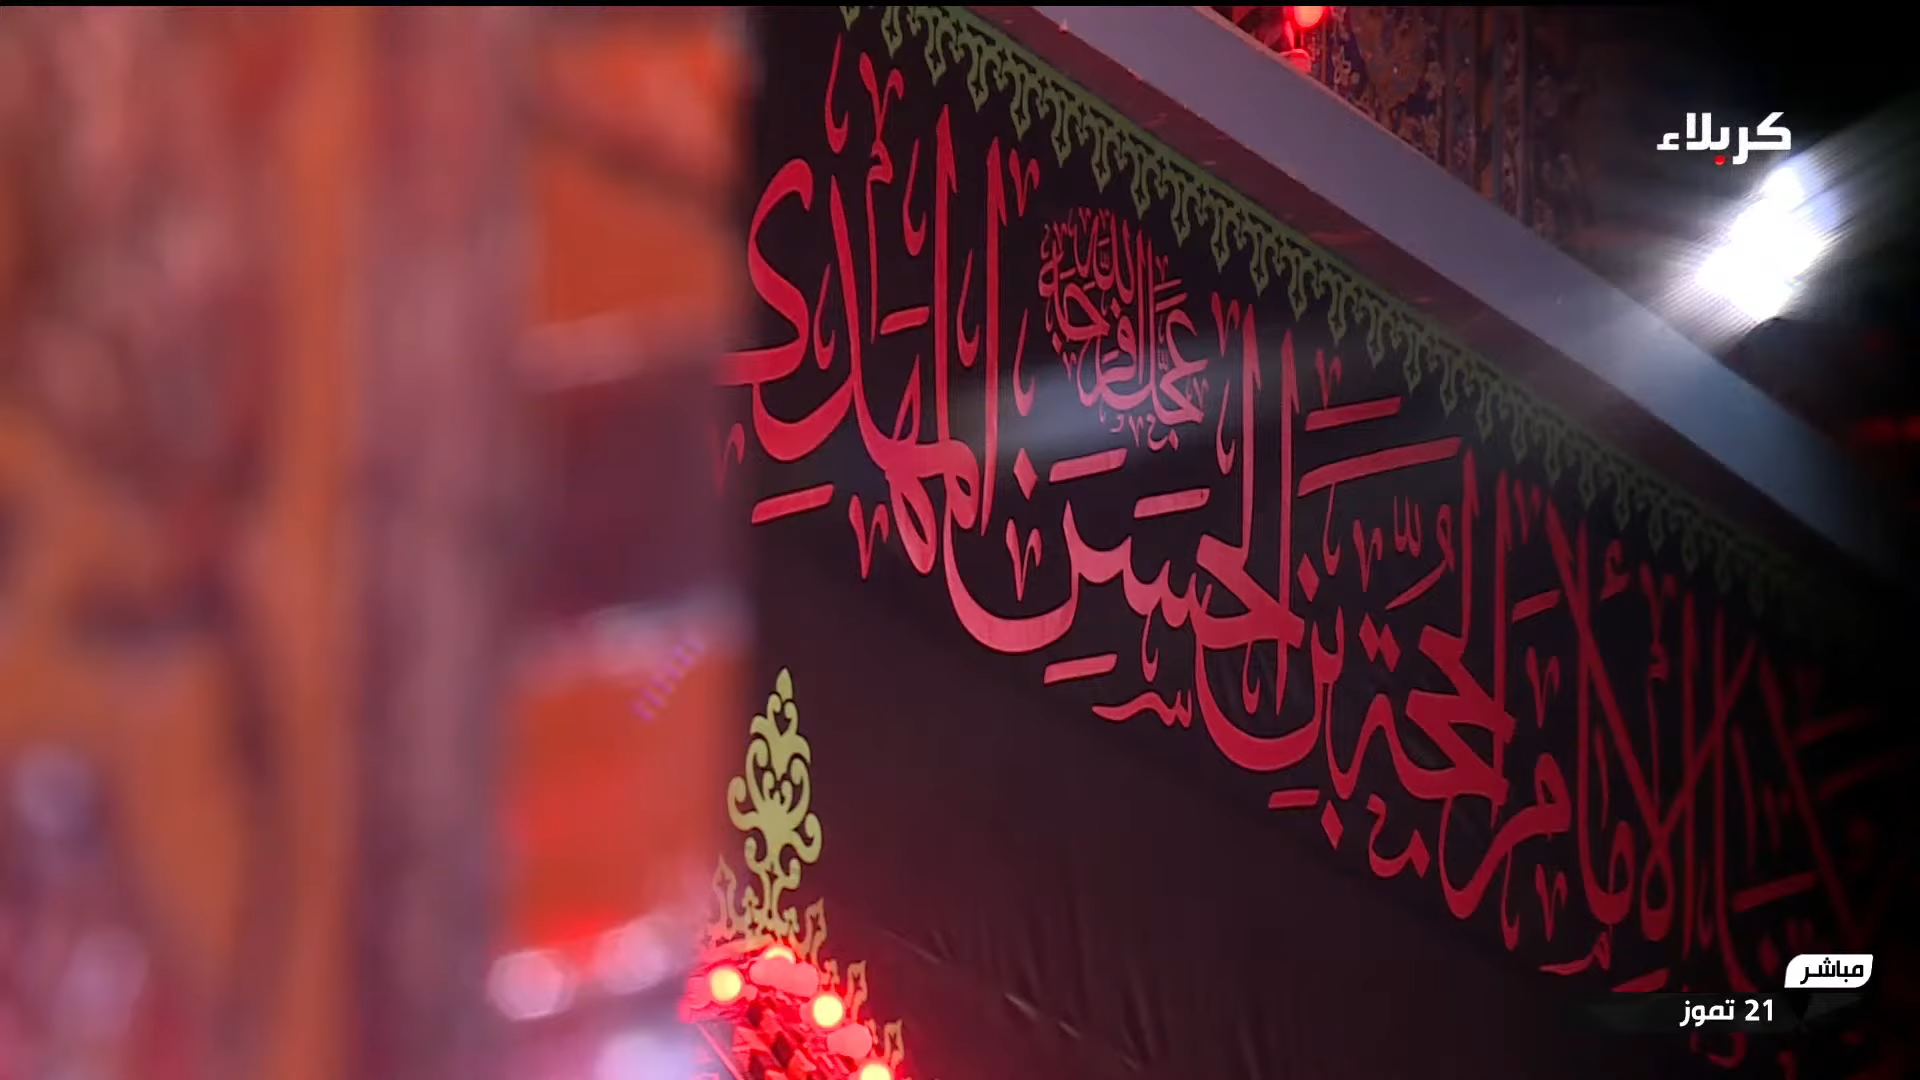 كربلاء
الإمام الحجة بن الحسن المهدي
عجل الله فرجه
مباشر
21 تموز